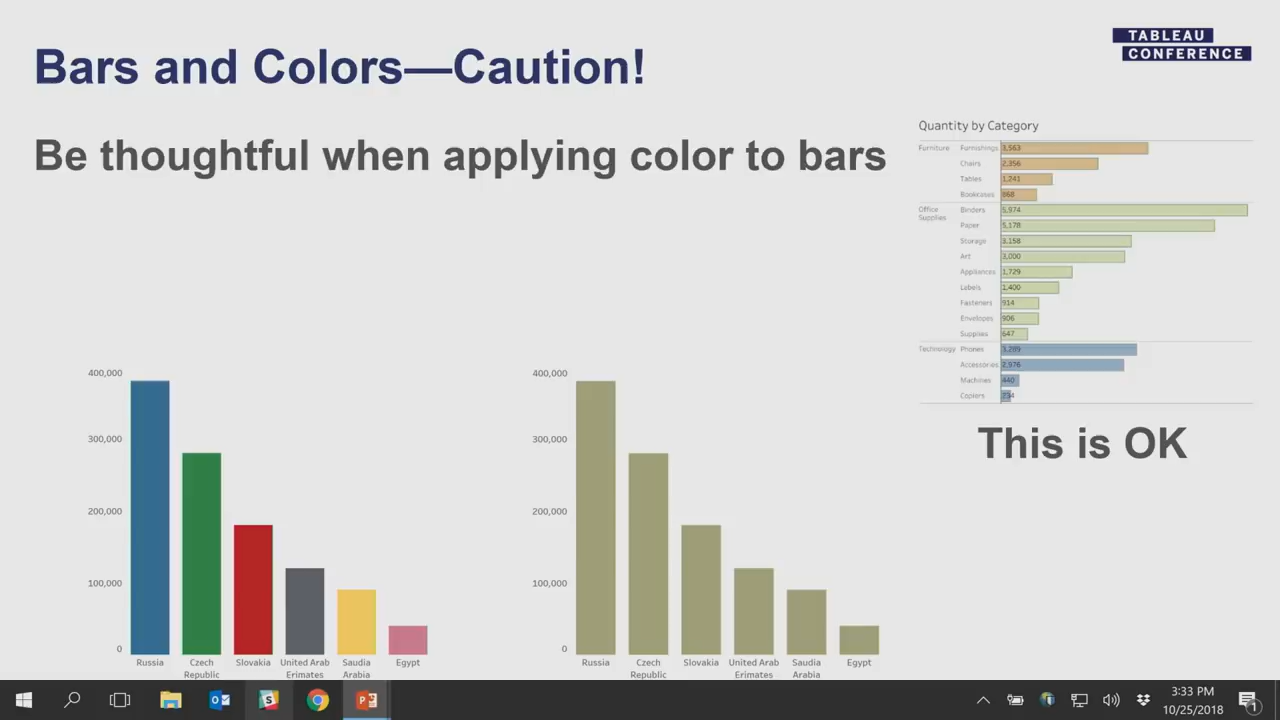 TABLEAU
CONFERENCE
Bars and Colors—Caution!
Be thoughtful when applying color to bars
Quantity by Category
Furniture Furnishings 3,563
Chairs 2,356
Tables 1,241
Bookcases 868
Office Supplies Binders 5,974
Paper 5,178
Storage 3,158
Art 3,000
Appliances 1,729
Labels 1,400
Fasteners 914
Envelopes 906
Supplies 647
Technology Phones 3,289
Accessories 2,976
Machines 440
Copiers 234
This is OK
400,000
300,000
200,000
100,000
0
Russia Czech Republic Slovakia United Arab Erimates Saudia Arabia Egypt
400,000
300,000
200,000
100,000
0
Russia Czech Republic Slovakia United Arab Erimates Saudia Arabia Egypt
3:33 PM
10/25/2018
1